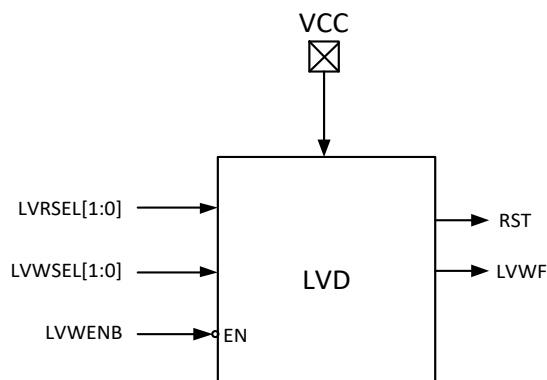 VCC
LVRSEL[1:0]
RST
LVWSEL[1:0]
LVD
LVWF
LVWENB
EN